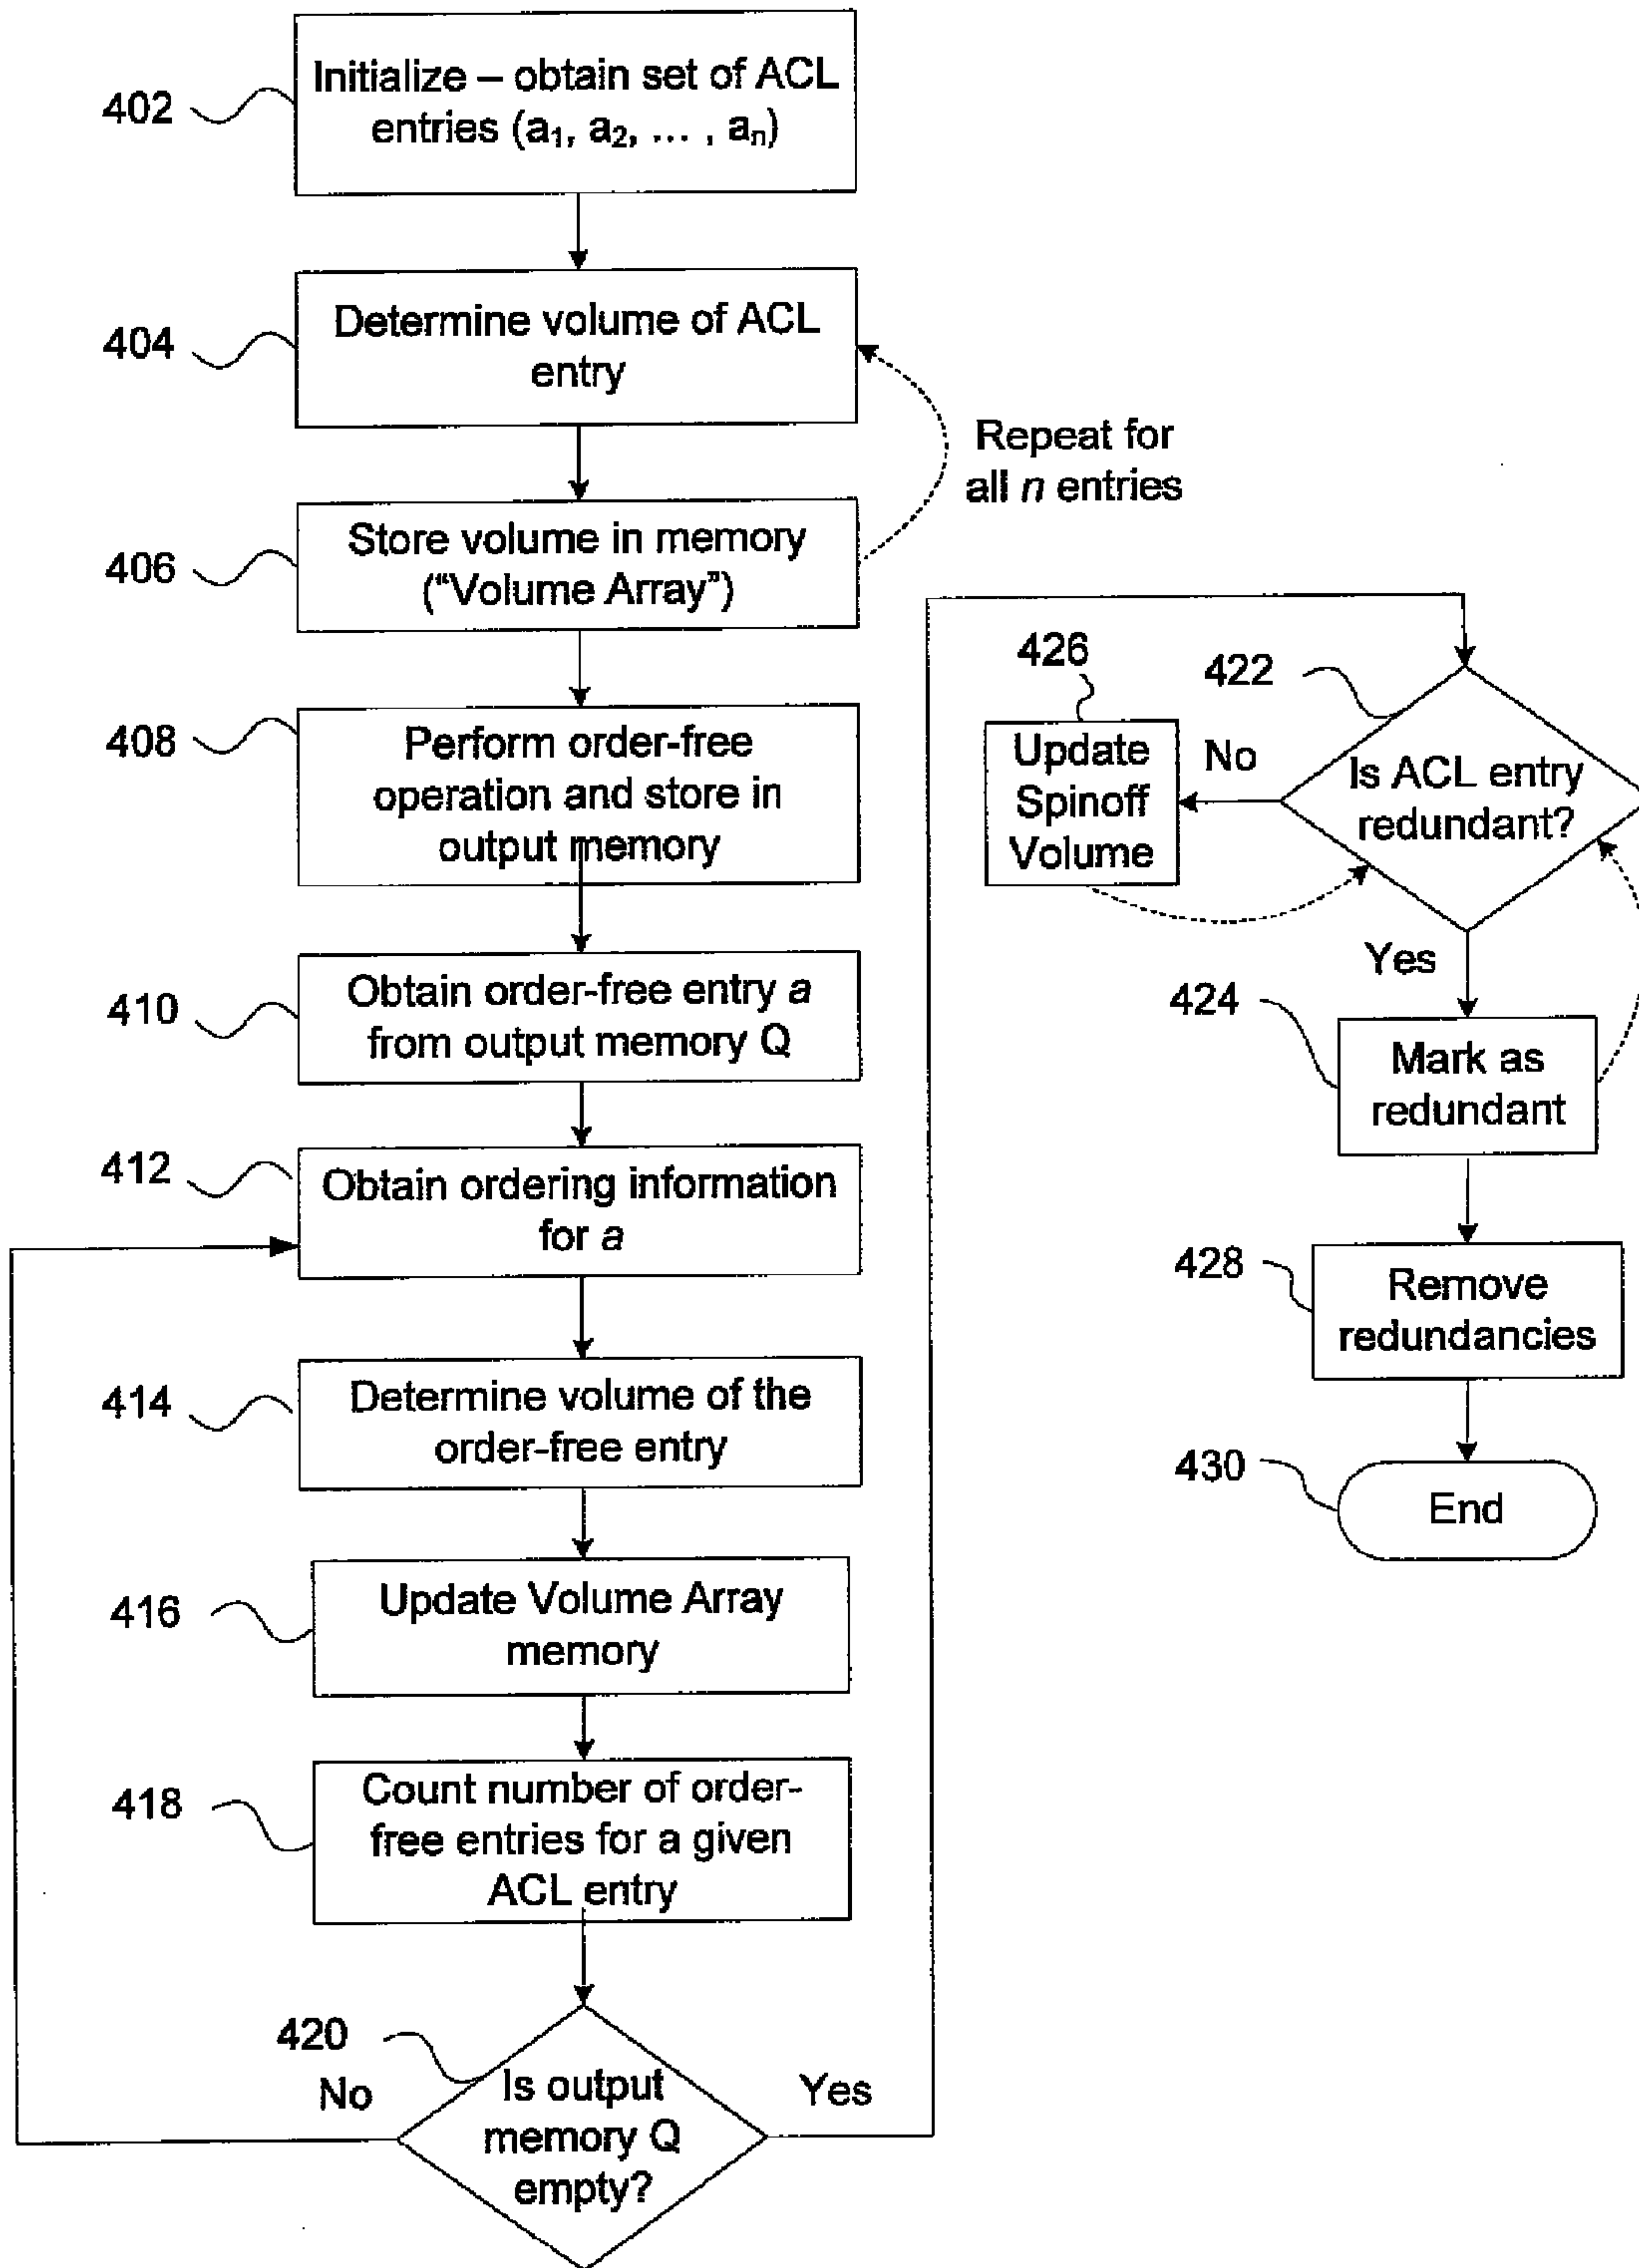 402
Initialize – obtain set of ACL
entries (a₁, a₂, ... , aₙ)
404
Determine volume of ACL
entry
Repeat for
all n entries
406
Store volume in memory
(“Volume Array”)
408
Perform order-free
operation and store in
output memory
410
Obtain order-free entry a
from output memory Q
412
Obtain ordering information
for a
414
Determine volume of the
order-free entry
416
Update Volume Array
memory
418
Count number of order-
free entries for a given
ACL entry
420
Is output
memory Q
empty?
No
Yes
422
Is ACL entry
redundant?
No
426
Update
Spinoff
Volume
Yes
424
Mark as
redundant
428
Remove
redundancies
430
End